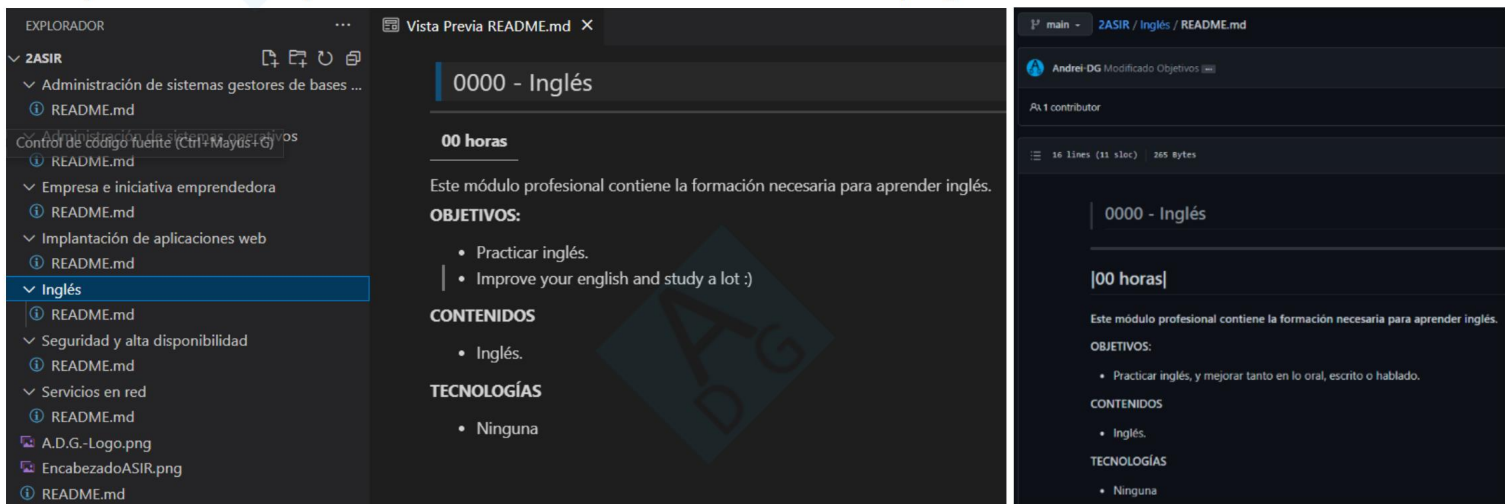 EXPLORADOR
2ASIR
Administración de sistemas gestores de bases ...
README.md
Administración de sistemas operativos
Control de código fuente (Ctrl+Mayús+G)
README.md
Empresa e iniciativa emprendedora
README.md
Implantación de aplicaciones web
README.md
Inglés
README.md
Seguridad y alta disponibilidad
README.md
Servicios en red
README.md
A.D.G.-Logo.png
EncabezadoASIR.png
README.md
Vista Previa README.md
0000 - Inglés
00 horas
Este módulo profesional contiene la formación necesaria para aprender inglés.
OBJETIVOS:
• Practicar inglés.
• Improve your english and study a lot :)
CONTENIDOS
• Inglés.
TECNOLOGÍAS
• Ninguna
A
D G
main
2ASIR / Inglés / README.md
Andrei-DG Modificado Objetivos
1 contributor
16 lines (11 sloc) 265 Bytes
0000 - Inglés
|00 horas|
Este módulo profesional contiene la formación necesaria para aprender inglés.
OBJETIVOS:
• Practicar inglés, y mejorar tanto en lo oral, escrito o hablado.
CONTENIDOS
• Inglés.
TECNOLOGÍAS
• Ninguna